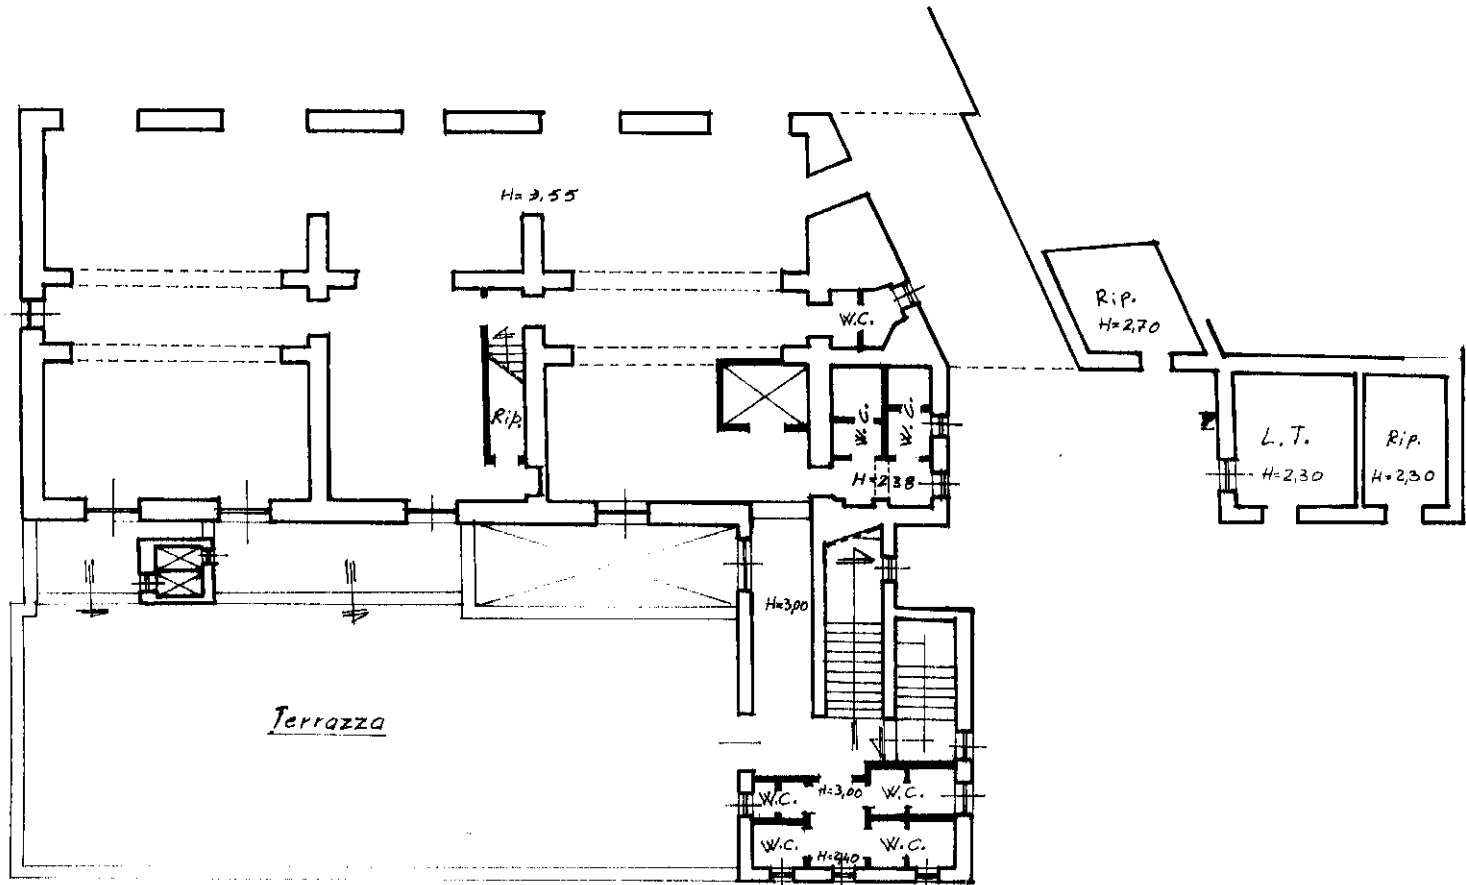 H=3,55
Rip.
H=2,70
W.C.
Rip.
W.C.
W.C.
H=2,38
L.T.
H=2,30
Rip.
H=2,30
H=3,00
Terrazza
W.C.
H=3,00
W.C.
W.C.
H=2,40
W.C.